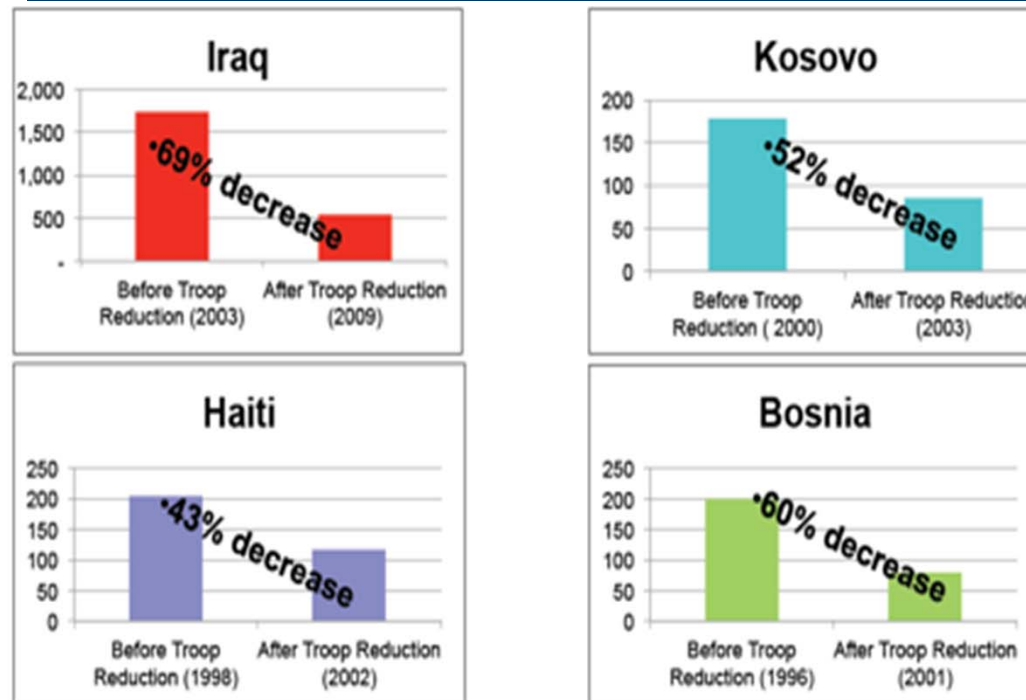 Iraq
2,000
1,500
1,000
500
-
•69% decrease
Before Troop
Reduction (2003)
After Troop Reduction
(2009)
Kosovo
200
150
100
50
0
•52% decrease
Before Troop
Reduction ( 2000)
After Troop Reduction
(2003)
Haiti
250
200
150
100
50
0
•43% decrease
Before Troop
Reduction (1998)
After Troop Reduction
(2002)
Bosnia
250
200
150
100
50
0
•60% decrease
Before Troop
Reduction (1996)
After Troop Reduction
(2001)